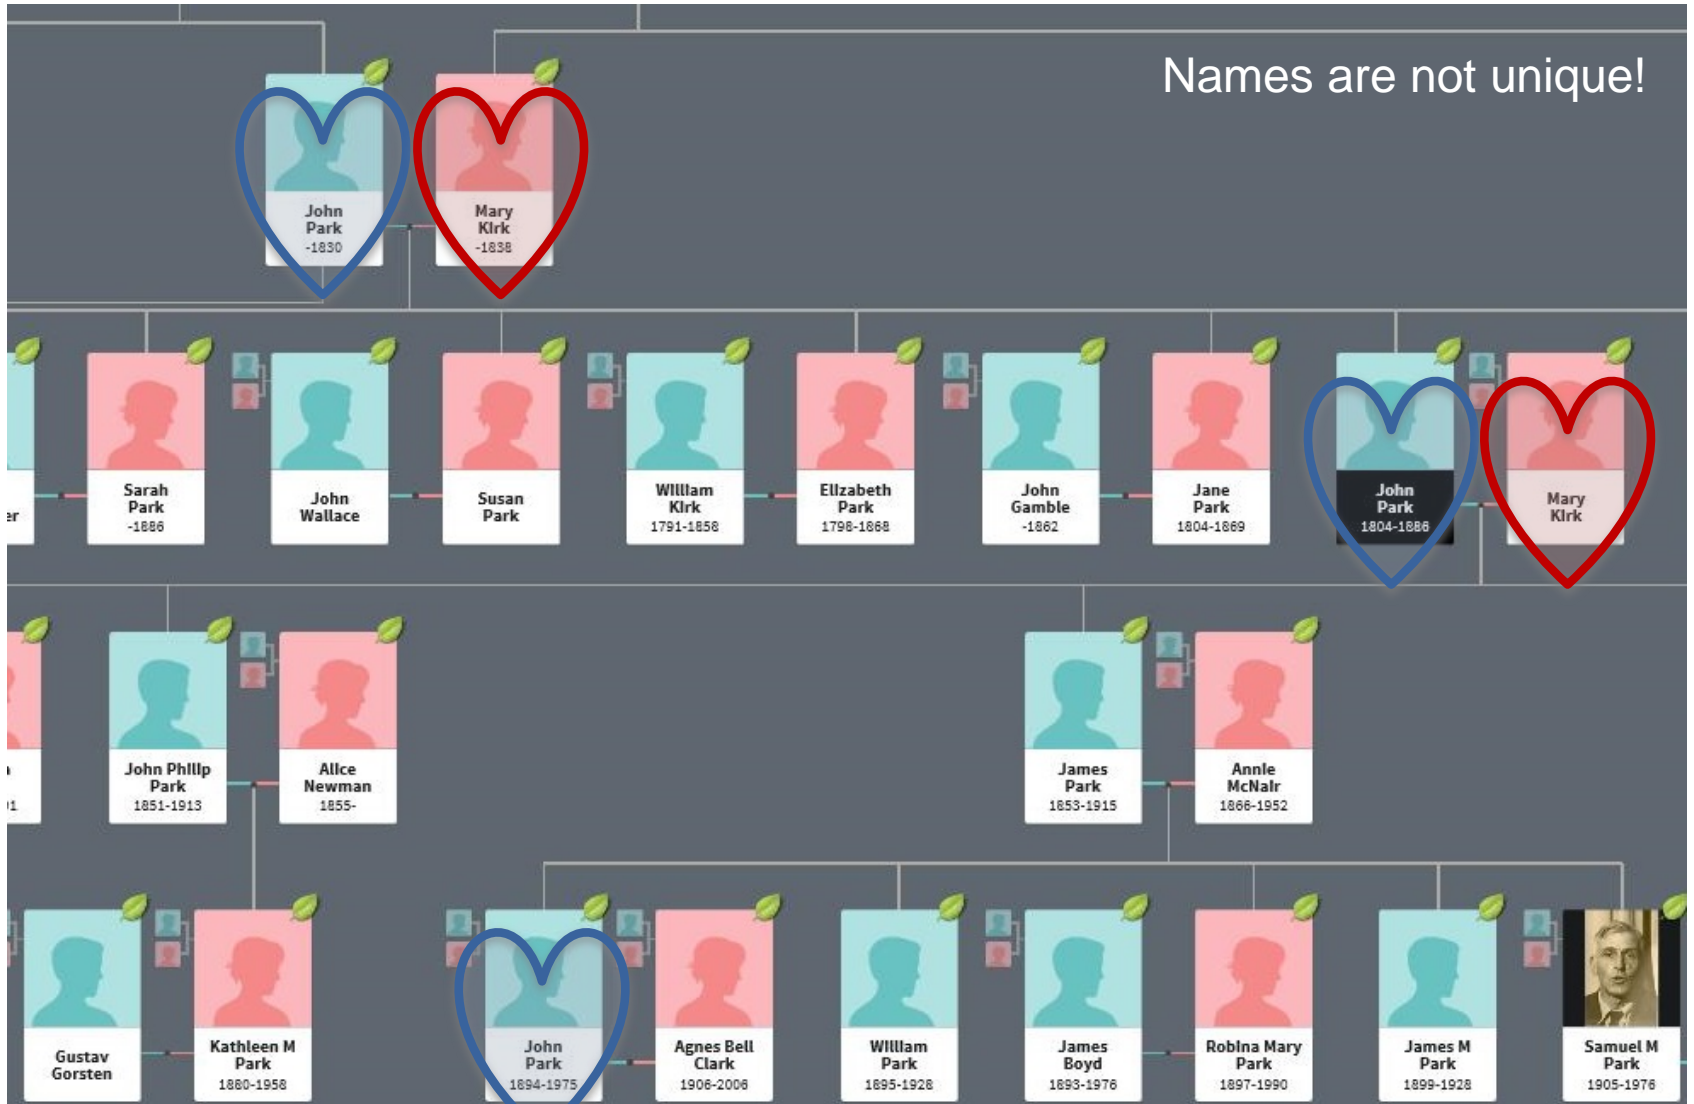 Names are not unique!
John
Park
-1830
Mary
Kirk
-1838
er
Sarah
Park
-1886
John
Wallace
Susan
Park
William
Kirk
1791-1858
Elizabeth
Park
1798-1868
John
Gamble
-1862
Jane
Park
1804-1869
John
Park
1804-1886
Mary
Kirk
John Philip
Park
1851-1913
Alice
Newman
1855-
James
Park
1853-1915
Annie
McNair
1866-1952
Gustav
Gorsten
Kathleen M
Park
1880-1958
John
Park
1894-1975
Agnes Bell
Clark
1906-2006
William
Park
1895-1928
James
Boyd
1893-1976
Robina Mary
Park
1897-1990
James M
Park
1899-1928
Samuel M
Park
1905-1976